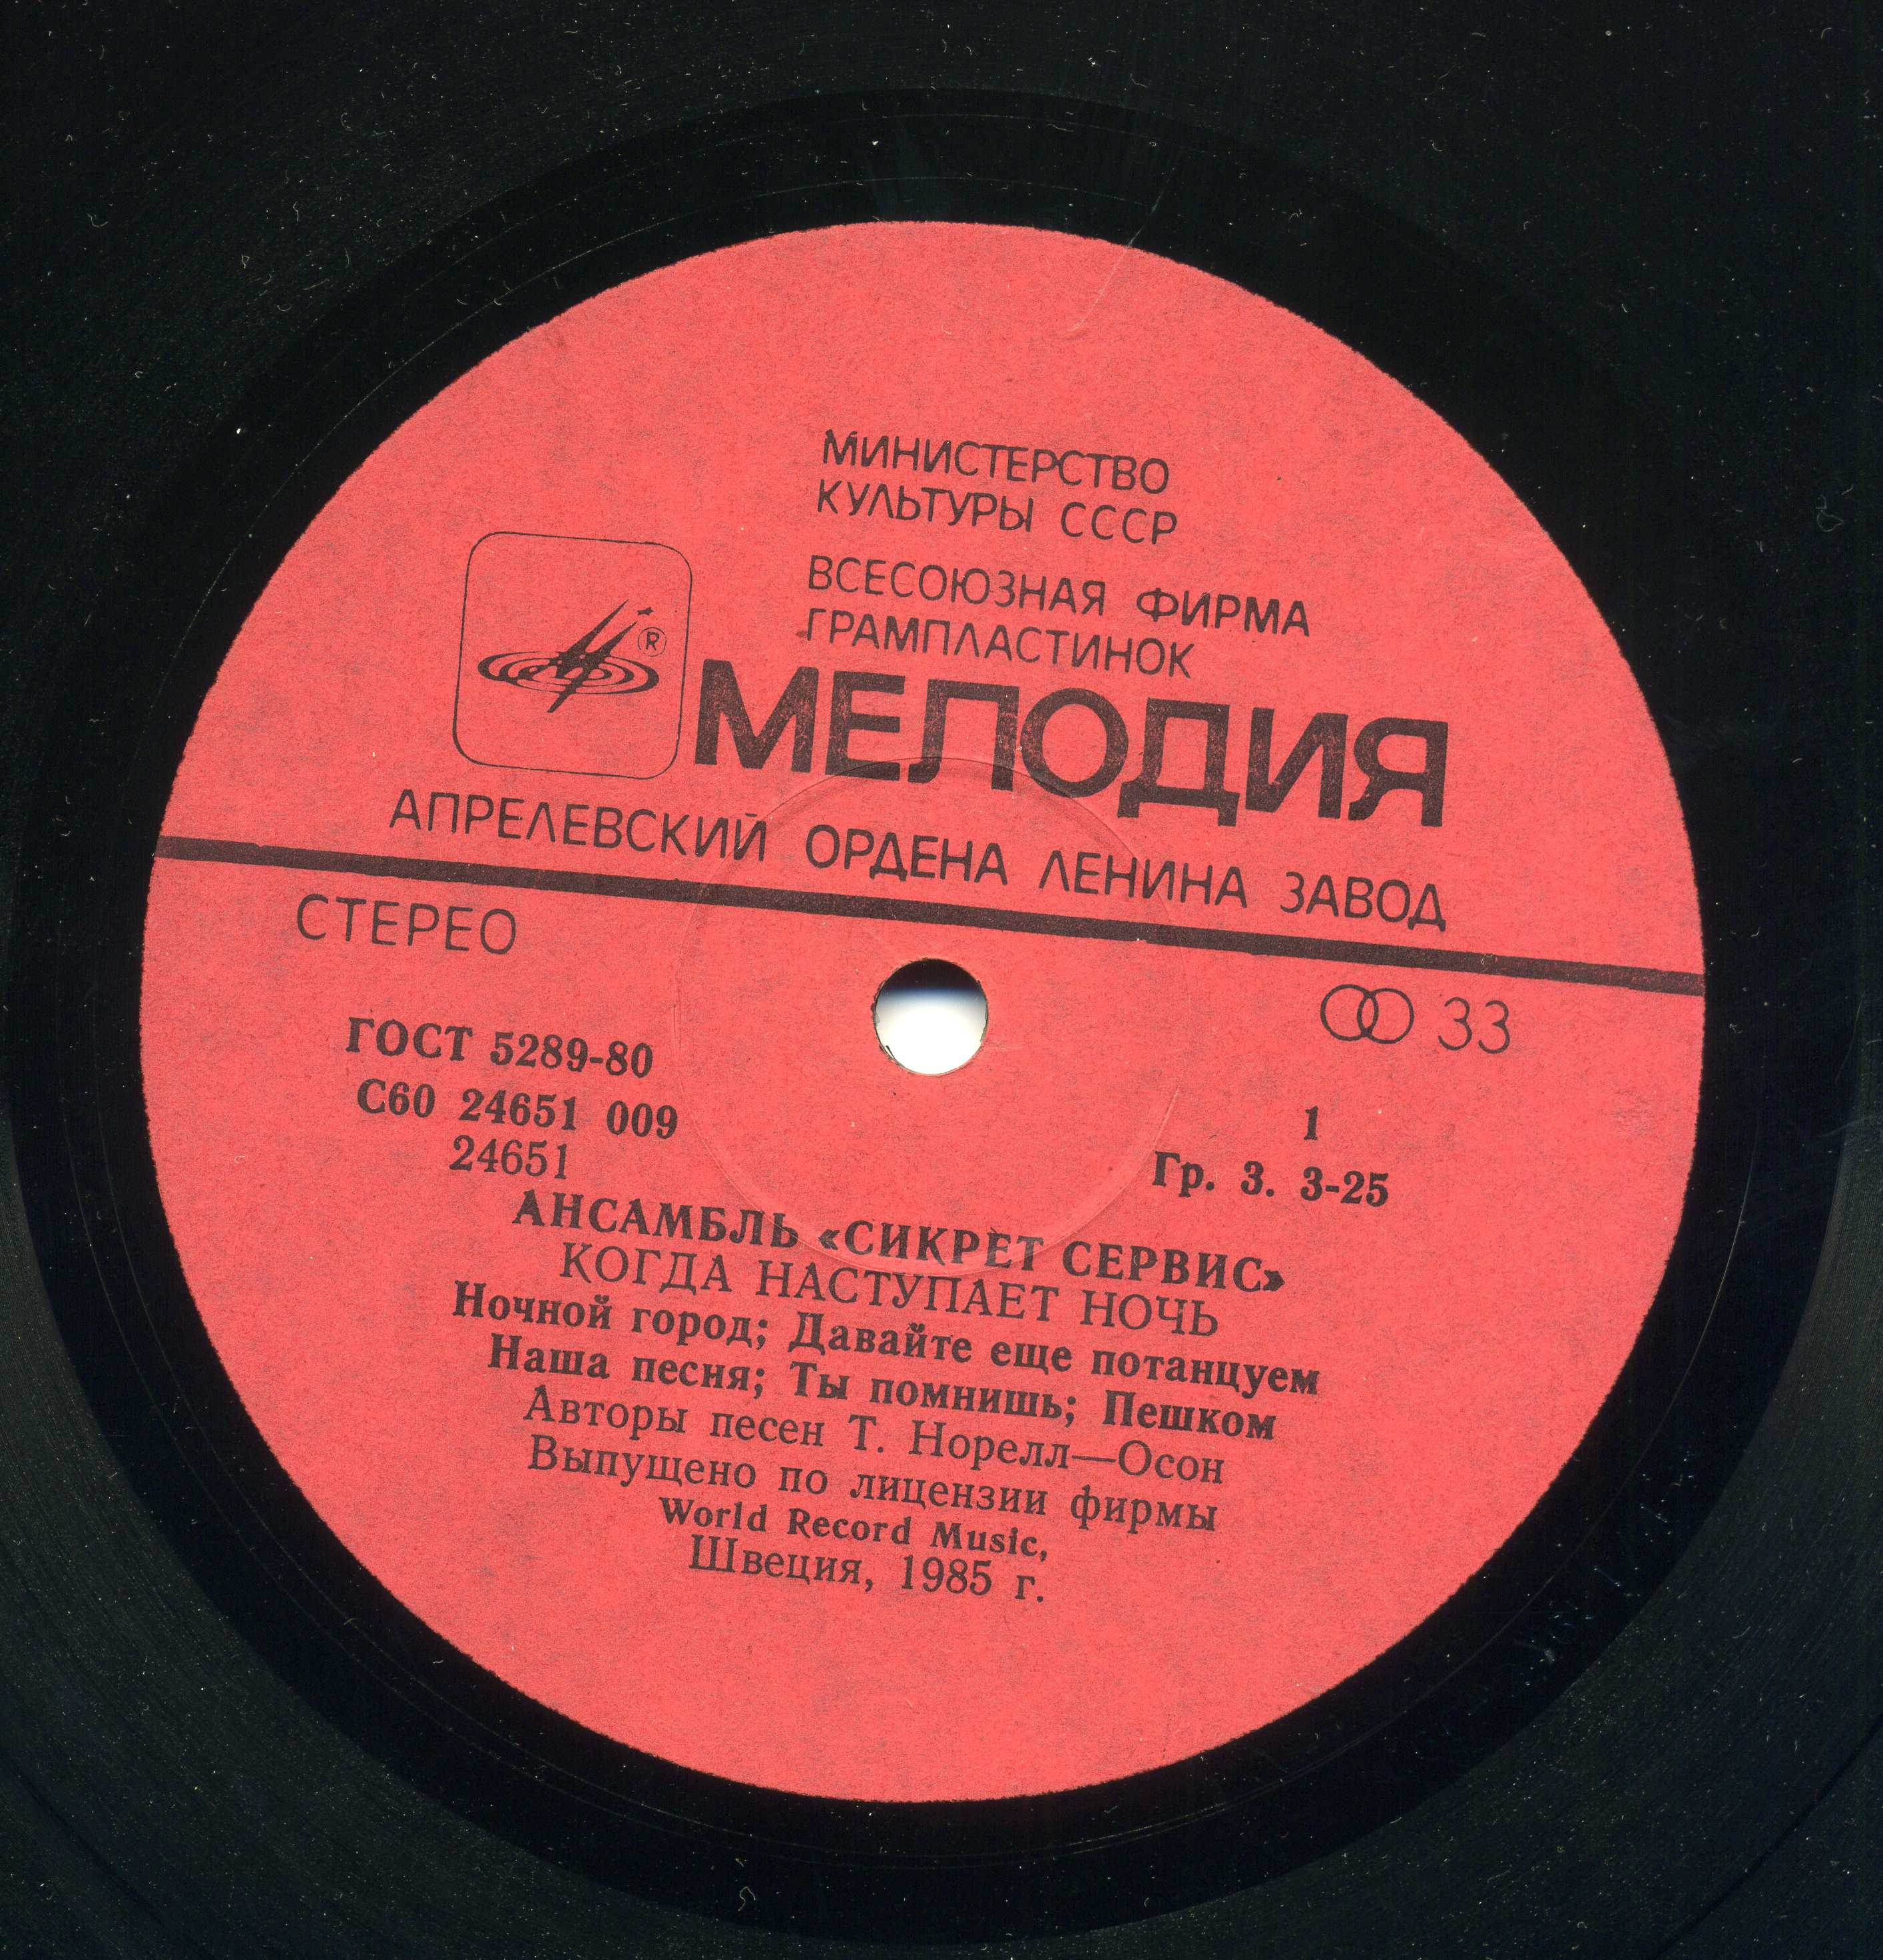 МИНИСТЕРСТВО
КУЛЬТУРЫ СССР
ВСЕСОЮЗНАЯ ФИРМА
ГРАМПЛАСТИНОК
®
МЕЛОДИЯ
АПРЕЛЕВСКИЙ ОРДЕНА ЛЕНИНА ЗАВОД
СТЕРЕО
33
ГОСТ 5289-80
С60 24651 009
24651
1
Гр. 3. 3-25
АНСАМБЛЬ «СИКРЕТ СЕРВИС»
КОГДА НАСТУПАЕТ НОЧЬ
Ночной город; Давайте еще потанцуем
Наша песня; Ты помнишь; Пешком
Авторы песен Т. Норелл—Осон
Выпущено по лицензии фирмы
World Record Music,
Швеция, 1985 г.